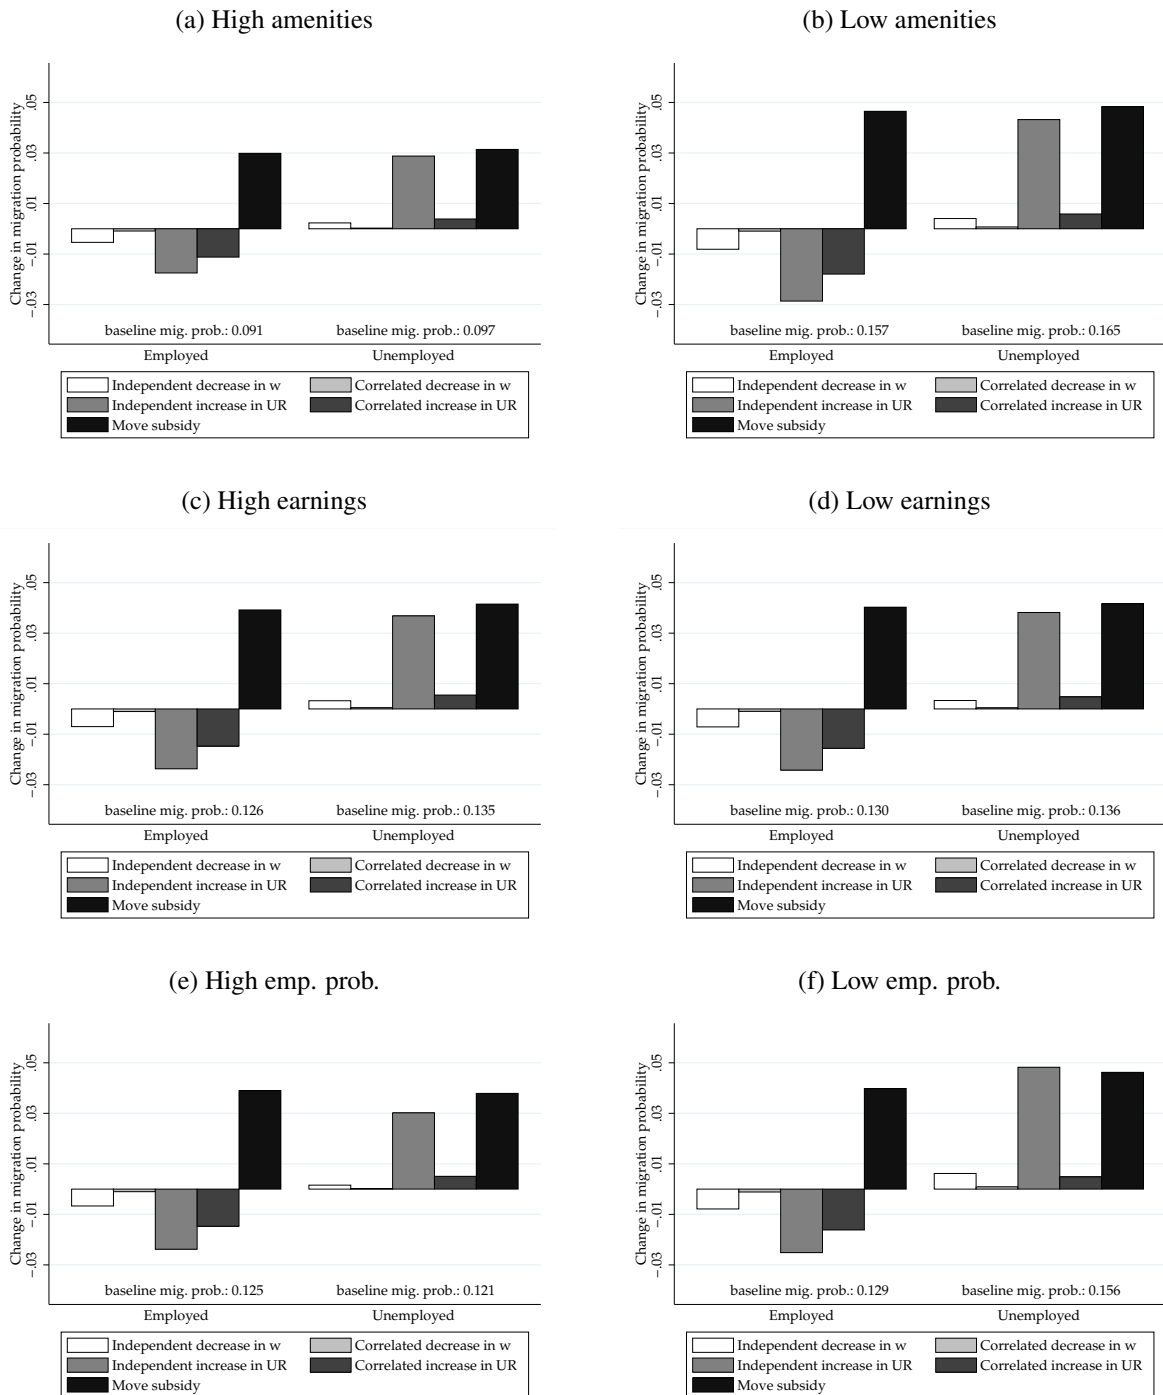 (a) High amenities
Change in migration probability
.05
.03
.01
-.01
-.03
baseline mig. prob.: 0.091
baseline mig. prob.: 0.097
Employed
Unemployed
Independent decrease in w
Correlated decrease in w
Independent increase in UR
Correlated increase in UR
Move subsidy
(b) Low amenities
Change in migration probability
.05
.03
.01
-.01
-.03
baseline mig. prob.: 0.157
baseline mig. prob.: 0.165
Employed
Unemployed
Independent decrease in w
Correlated decrease in w
Independent increase in UR
Correlated increase in UR
Move subsidy
(c) High earnings
Change in migration probability
.05
.03
.01
-.01
-.03
baseline mig. prob.: 0.126
baseline mig. prob.: 0.135
Employed
Unemployed
Independent decrease in w
Correlated decrease in w
Independent increase in UR
Correlated increase in UR
Move subsidy
(d) Low earnings
Change in migration probability
.05
.03
.01
-.01
-.03
baseline mig. prob.: 0.130
baseline mig. prob.: 0.136
Employed
Unemployed
Independent decrease in w
Correlated decrease in w
Independent increase in UR
Correlated increase in UR
Move subsidy
(e) High emp. prob.
Change in migration probability
.05
.03
.01
-.01
-.03
baseline mig. prob.: 0.125
baseline mig. prob.: 0.121
Employed
Unemployed
Independent decrease in w
Correlated decrease in w
Independent increase in UR
Correlated increase in UR
Move subsidy
(f) Low emp. prob.
Change in migration probability
.05
.03
.01
-.01
-.03
baseline mig. prob.: 0.129
baseline mig. prob.: 0.156
Employed
Unemployed
Independent decrease in w
Correlated decrease in w
Independent increase in UR
Correlated increase in UR
Move subsidy